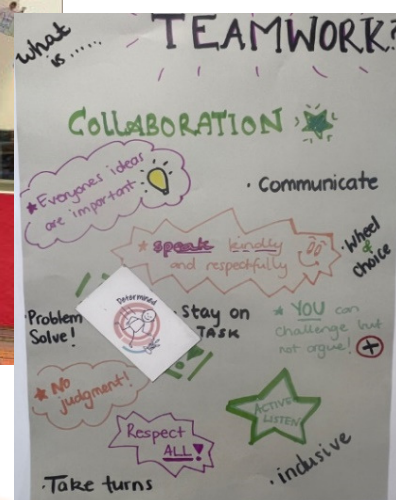 What
is ......
TEAMWORK?
COLLABORATION
★ Everyones ideas
are important
· Communicate
★ speak kindly
and respectfully
· Wheel
of
choice
· Problem
Solve!
Determined
· Stay on
TASK
★ YOU can
challenge but
not argue!
★ No
judgment!
Respect
ALL!
ACTIVE
LISTEN
· Take turns
· inclusive